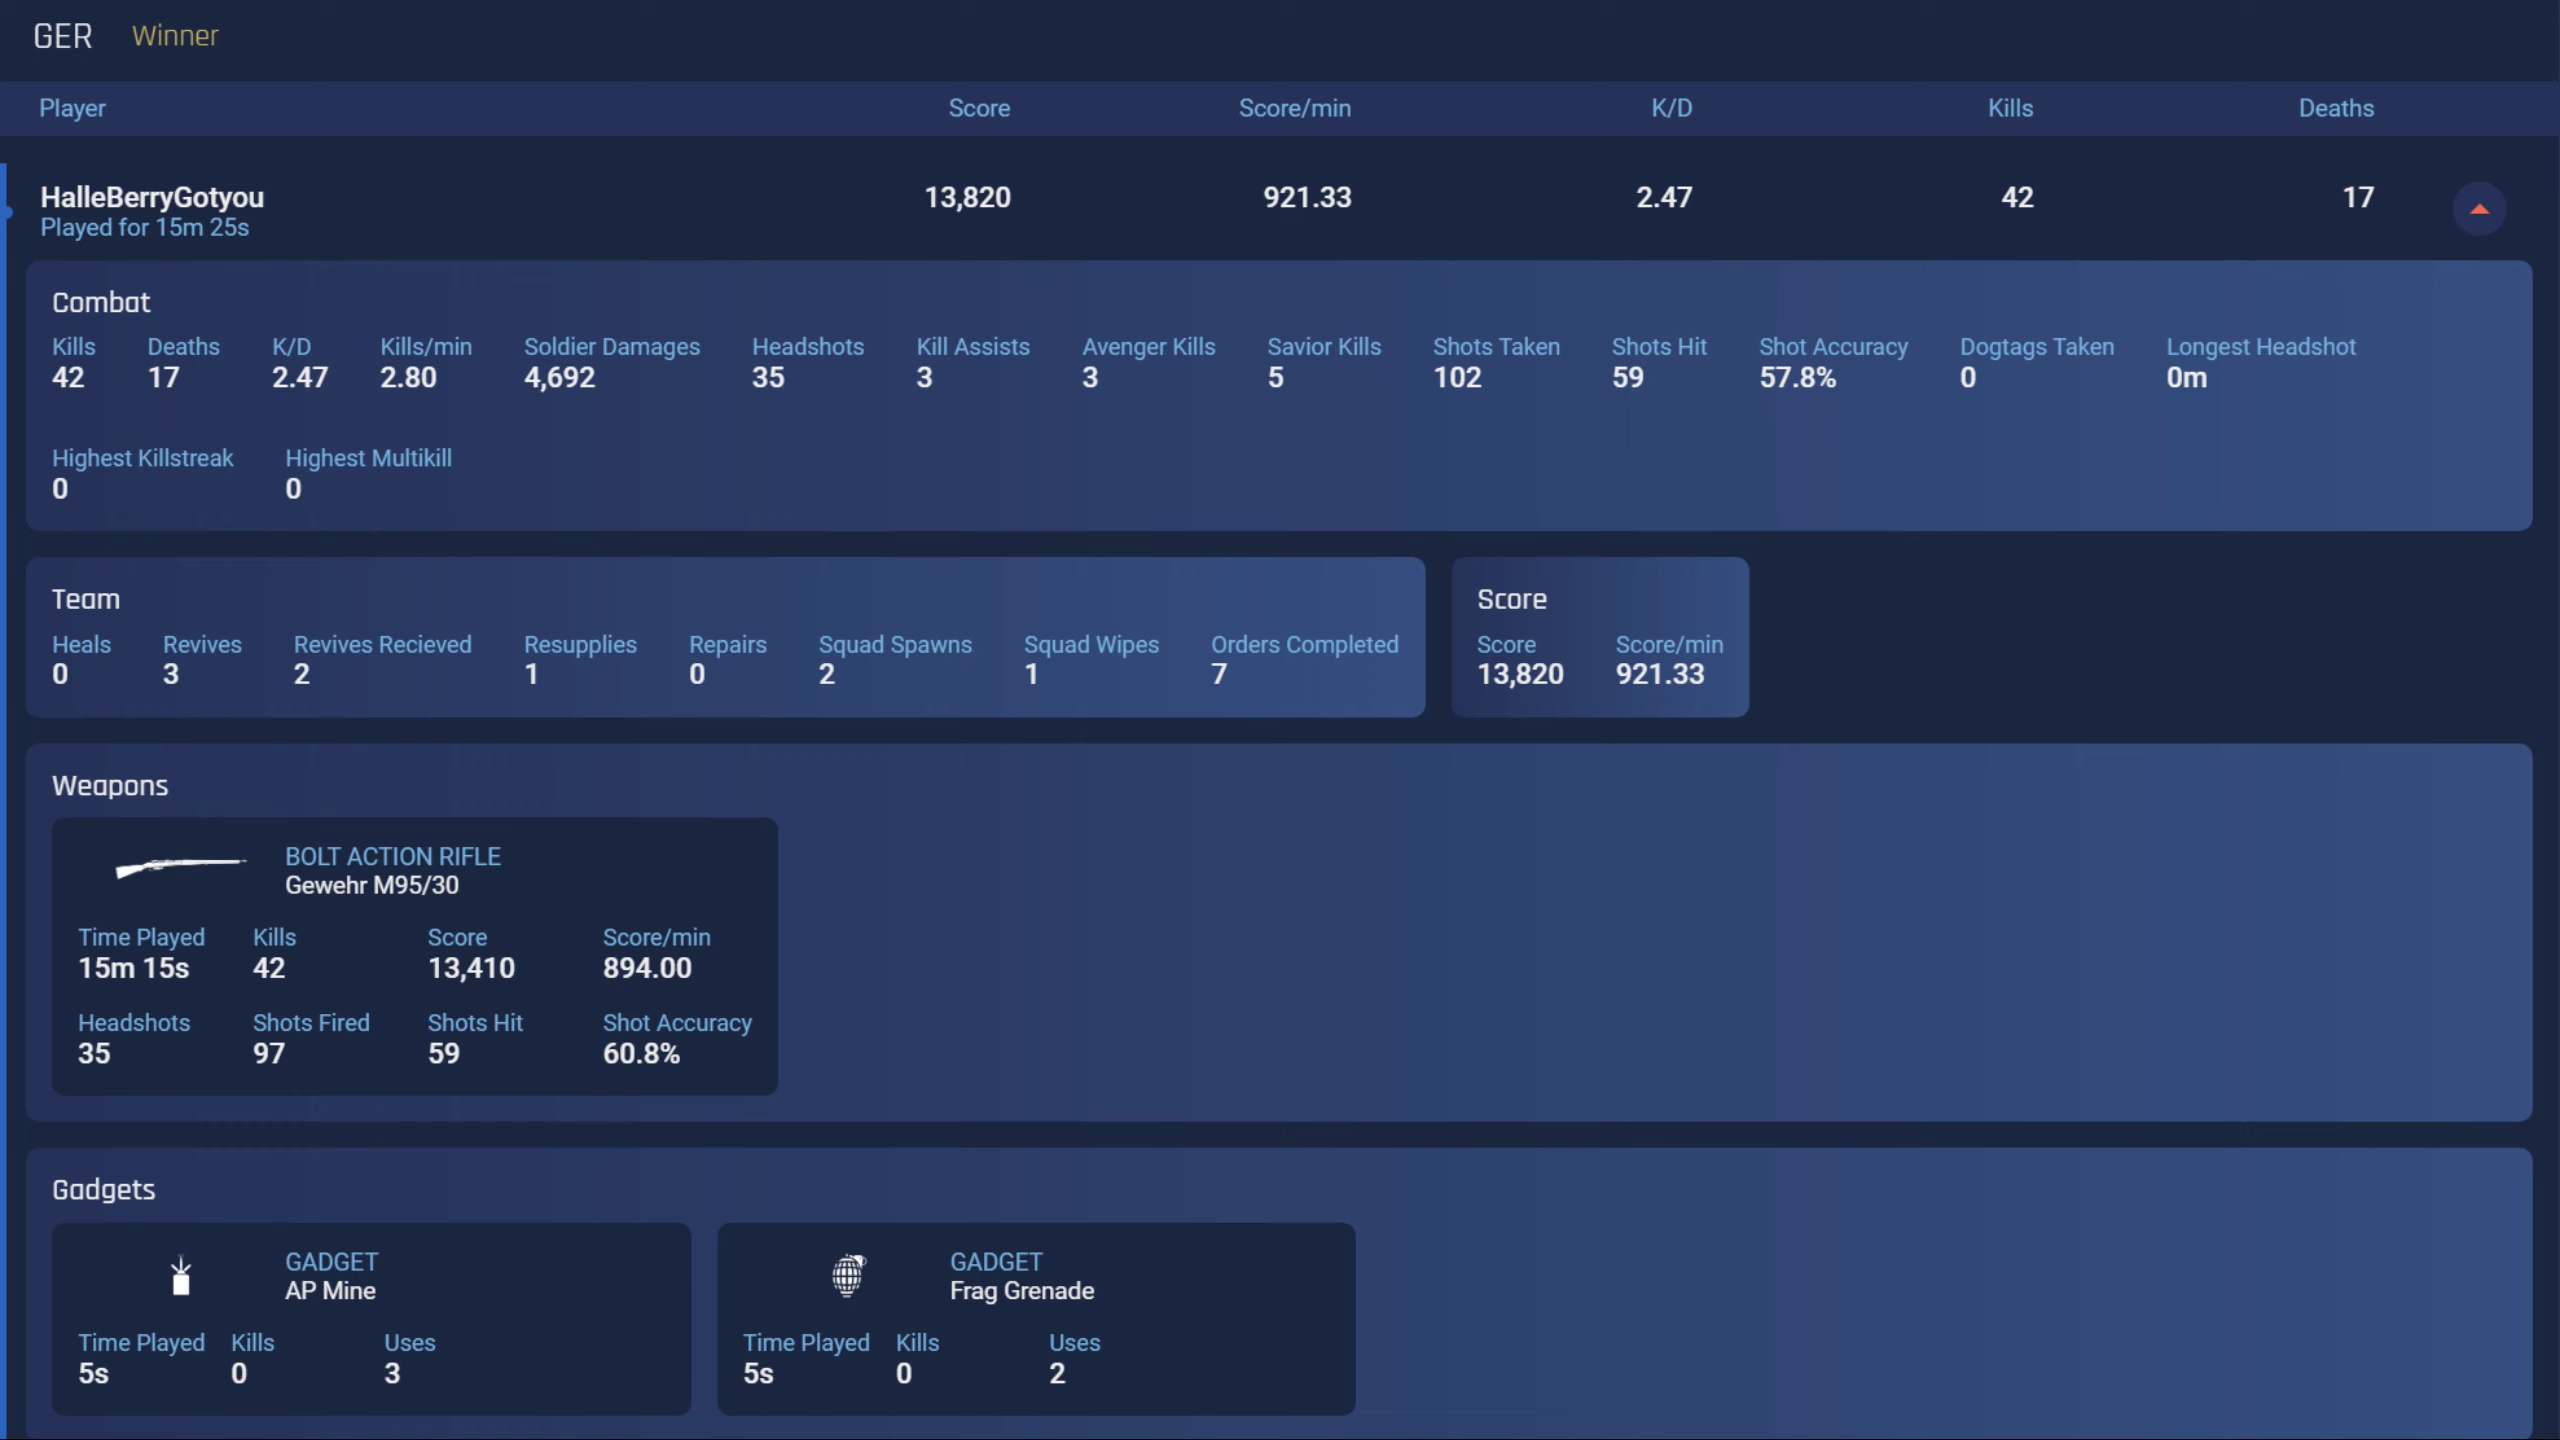 GER Winner
Player Score Score/min K/D Kills Deaths
HalleBerryGotyou 13,820 921.33 2.47 42 17
Played for 15m 25s
Combat
Kills Deaths K/D Kills/min Soldier Damages Headshots Kill Assists Avenger Kills Savior Kills Shots Taken Shots Hit Shot Accuracy Dogtags Taken Longest Headshot
42 17 2.47 2.80 4,692 35 3 3 5 102 59 57.8% 0 0m
Highest Killstreak Highest Multikill
0 0
Team Score
Heals Revives Revives Recieved Resupplies Repairs Squad Spawns Squad Wipes Orders Completed Score Score/min
0 3 2 1 0 2 1 7 13,820 921.33
Weapons
BOLT ACTION RIFLE
Gewehr M95/30
Time Played Kills Score Score/min
15m 15s 42 13,410 894.00
Headshots Shots Fired Shots Hit Shot Accuracy
35 97 59 60.8%
Gadgets
GADGET GADGET
AP Mine Frag Grenade
Time Played Kills Uses Time Played Kills Uses
5s 0 3 5s 0 2